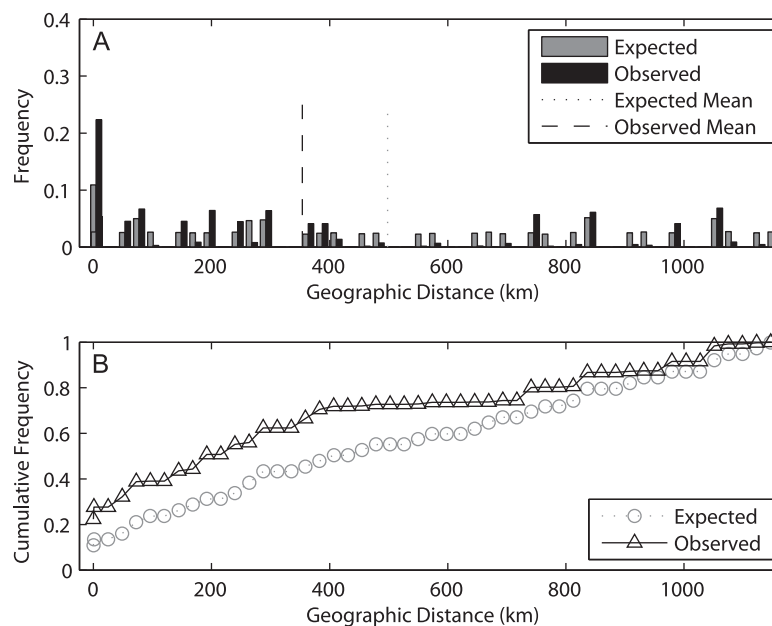 A
0.4
0.3
0.2
0.1
0
Frequency
Expected
Observed
Expected Mean
Observed Mean
0 200 400 600 800 1000
Geographic Distance (km)
B
1
0.8
0.6
0.4
0.2
0
Cumulative Frequency
Expected
Observed
0 200 400 600 800 1000
Geographic Distance (km)